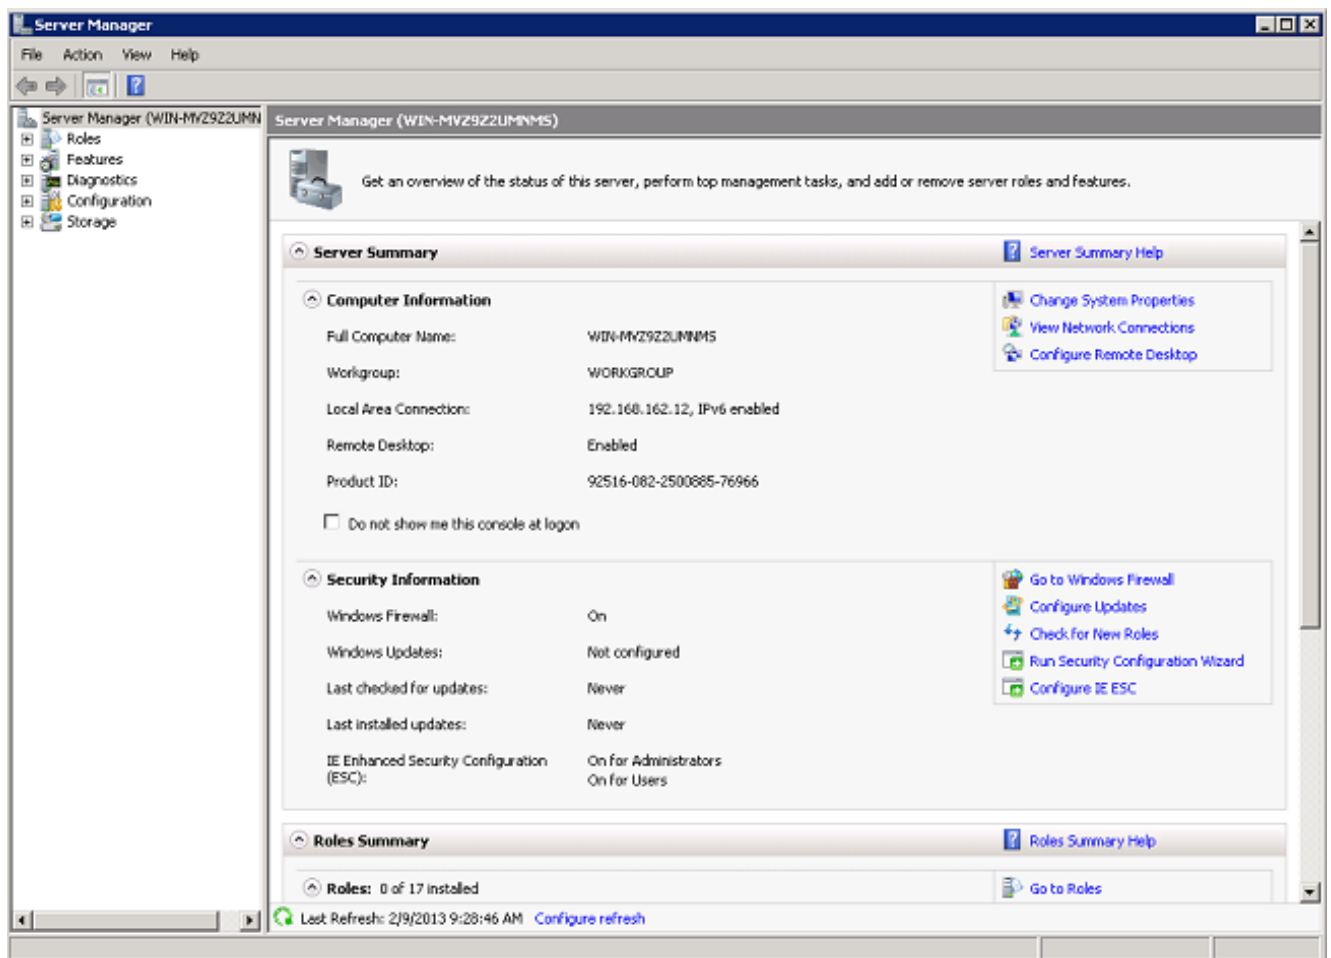 Server Manager
File Action View Help
Server Manager (WIN-MVZ9Z2UMN
Roles
Features
Diagnostics
Configuration
Storage
Server Manager (WIN-MVZ9Z2UMNMS)
Get an overview of the status of this server, perform top management tasks, and add or remove server roles and features.
Server Summary
Server Summary Help
Computer Information
Change System Properties
View Network Connections
Configure Remote Desktop
Full Computer Name: WIN-MVZ9Z2UMNMS
Workgroup: WORKGROUP
Local Area Connection: 192.168.162.12, IPv6 enabled
Remote Desktop: Enabled
Product ID: 92516-082-2500885-76966
Do not show me this console at logon
Security Information
Go to Windows Firewall
Configure Updates
Check for New Roles
Run Security Configuration Wizard
Configure IE ESC
Windows Firewall: On
Windows Updates: Not configured
Last checked for updates: Never
Last installed updates: Never
IE Enhanced Security Configuration (ESC): On for Administrators
On for Users
Roles Summary
Roles Summary Help
Roles: 0 of 17 installed
Go to Roles
Last Refresh: 2/9/2013 9:28:46 AM Configure refresh